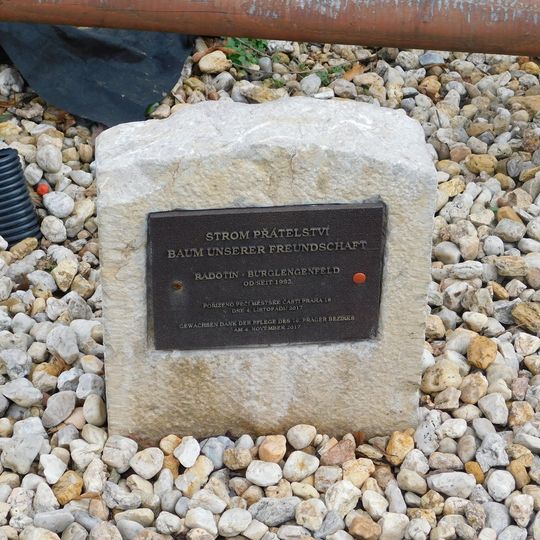 STROM PŘÁTELSTVÍ
BAUM UNSERER FREUNDSCHAFT
RADOTIN - BURGLENGENFELD
OD/SEIT 1993
POŘÍZENO PÉČÍ MĚSTSKÉ ČÁSTI PRAHA 16
DNE 4. LISTOPADU 2017
GEWACHSEN DANK DER PFLEGE DES 16. PRAGER BEZIRKS
AM 4. NOVEMBER 2017